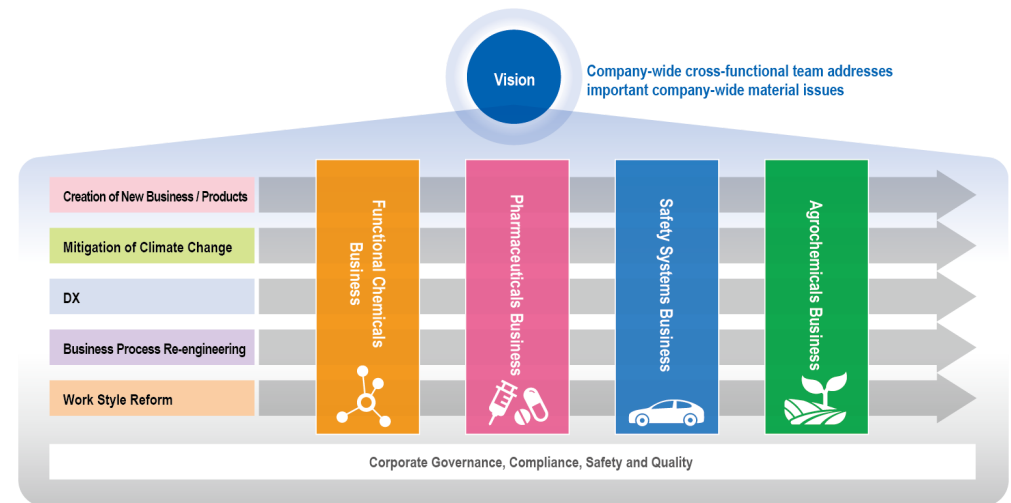 Vision
Company-wide cross-functional team addresses
important company-wide material issues
Creation of New Business / Products
Mitigation of Climate Change
DX
Business Process Re-engineering
Work Style Reform
Functional Chemicals
Business
Pharmaceuticals Business
Safety Systems Business
Agrochemicals Business
Corporate Governance, Compliance, Safety and Quality